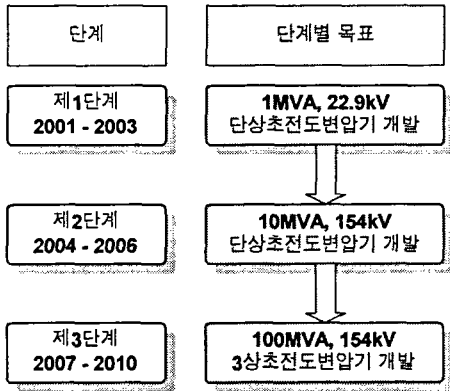 단계
단계별 목표
제1단계
2001 - 2003
1MVA, 22.9kV
단상초전도변압기 개발
제2단계
2004 - 2006
10MVA, 154kV
단상초전도변압기 개발
제3단계
2007 - 2010
100MVA, 154kV
3상초전도변압기 개발